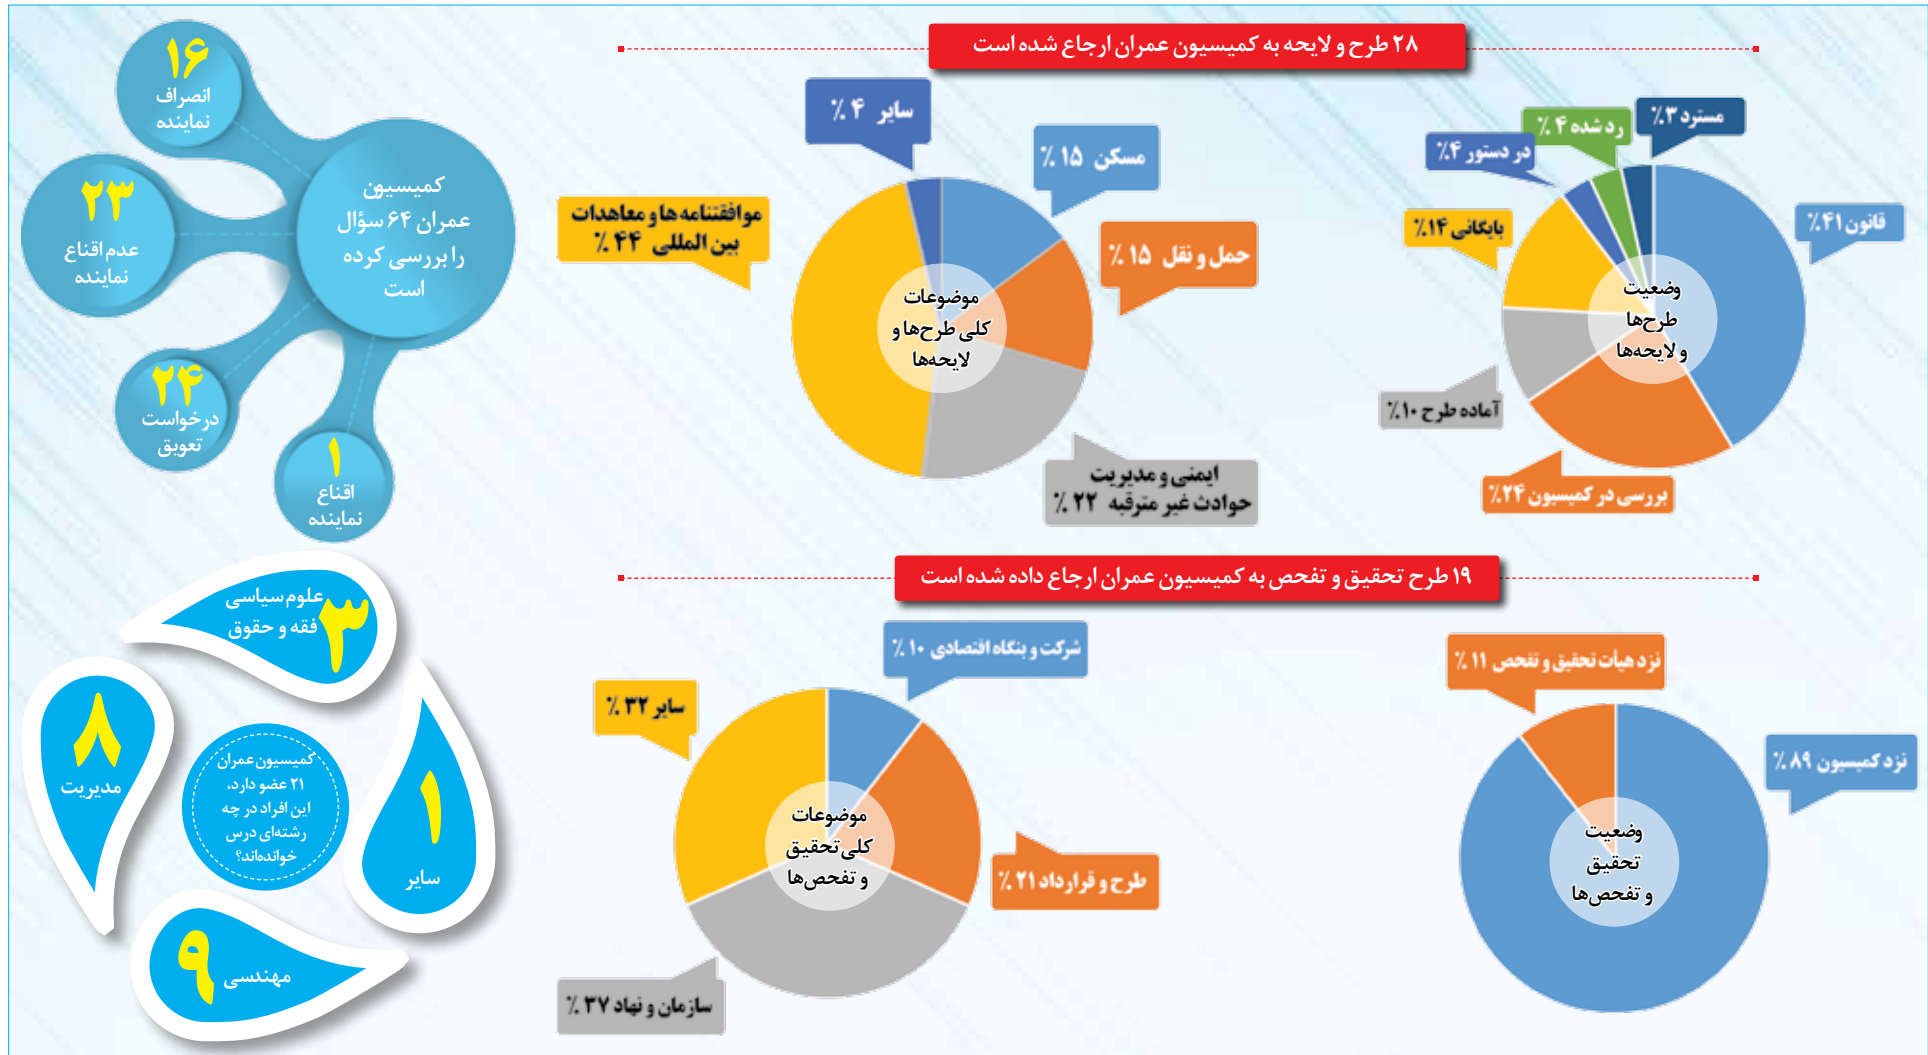 ۲۸ طرح و لایحه به کمیسیون عمران ارجاع شده است
مسترد ۳٪
رد شده ۴ ٪
در دستور ۴٪
بایگانی ۱۴٪
قانون ۴۱٪
آماده طرح ۱۰٪
بررسی در کمیسیون ۲۴٪
وضعیت
طرح‌ها
و لایحه‌ها
سایر ۴ ٪
مسکن ۱۵ ٪
موافقتنامه ها و معاهدات
بین المللی ۴۴ ٪
حمل و نقل ۱۵ ٪
ایمنی و مدیریت
حوادث غیر مترقبه ۲۲ ٪
موضوعات
کلی طرح‌ها و
لایحه‌ها
۱۶
انصراف
نماینده
۲۳
عدم اقناع
نماینده
۲۴
درخواست
تعویق
۱
اقناع
نماینده
کمیسیون
عمران ۶۴ سؤال
را بررسی کرده
است
۱۹ طرح تحقیق و تفحص به کمیسیون عمران ارجاع داده شده است
نزد هیأت تحقیق و تفحص ۱۱ ٪
نزد کمیسیون ۸۹ ٪
وضعیت
تحقیق
و تفحص‌ها
شرکت و بنگاه اقتصادی ۱۰ ٪
سایر ۳۲ ٪
طرح و قرارداد ۲۱ ٪
سازمان و نهاد ۳۷ ٪
موضوعات
کلی تحقیق
و تفحص‌ها
۳
علوم سیاسی
فقه و حقوق
۸
مدیریت
۱
سایر
۹
مهندسی
کمیسیون عمران
۲۱ عضو دارد،
این افراد در چه
رشته‌ای درس
خوانده‌اند؟